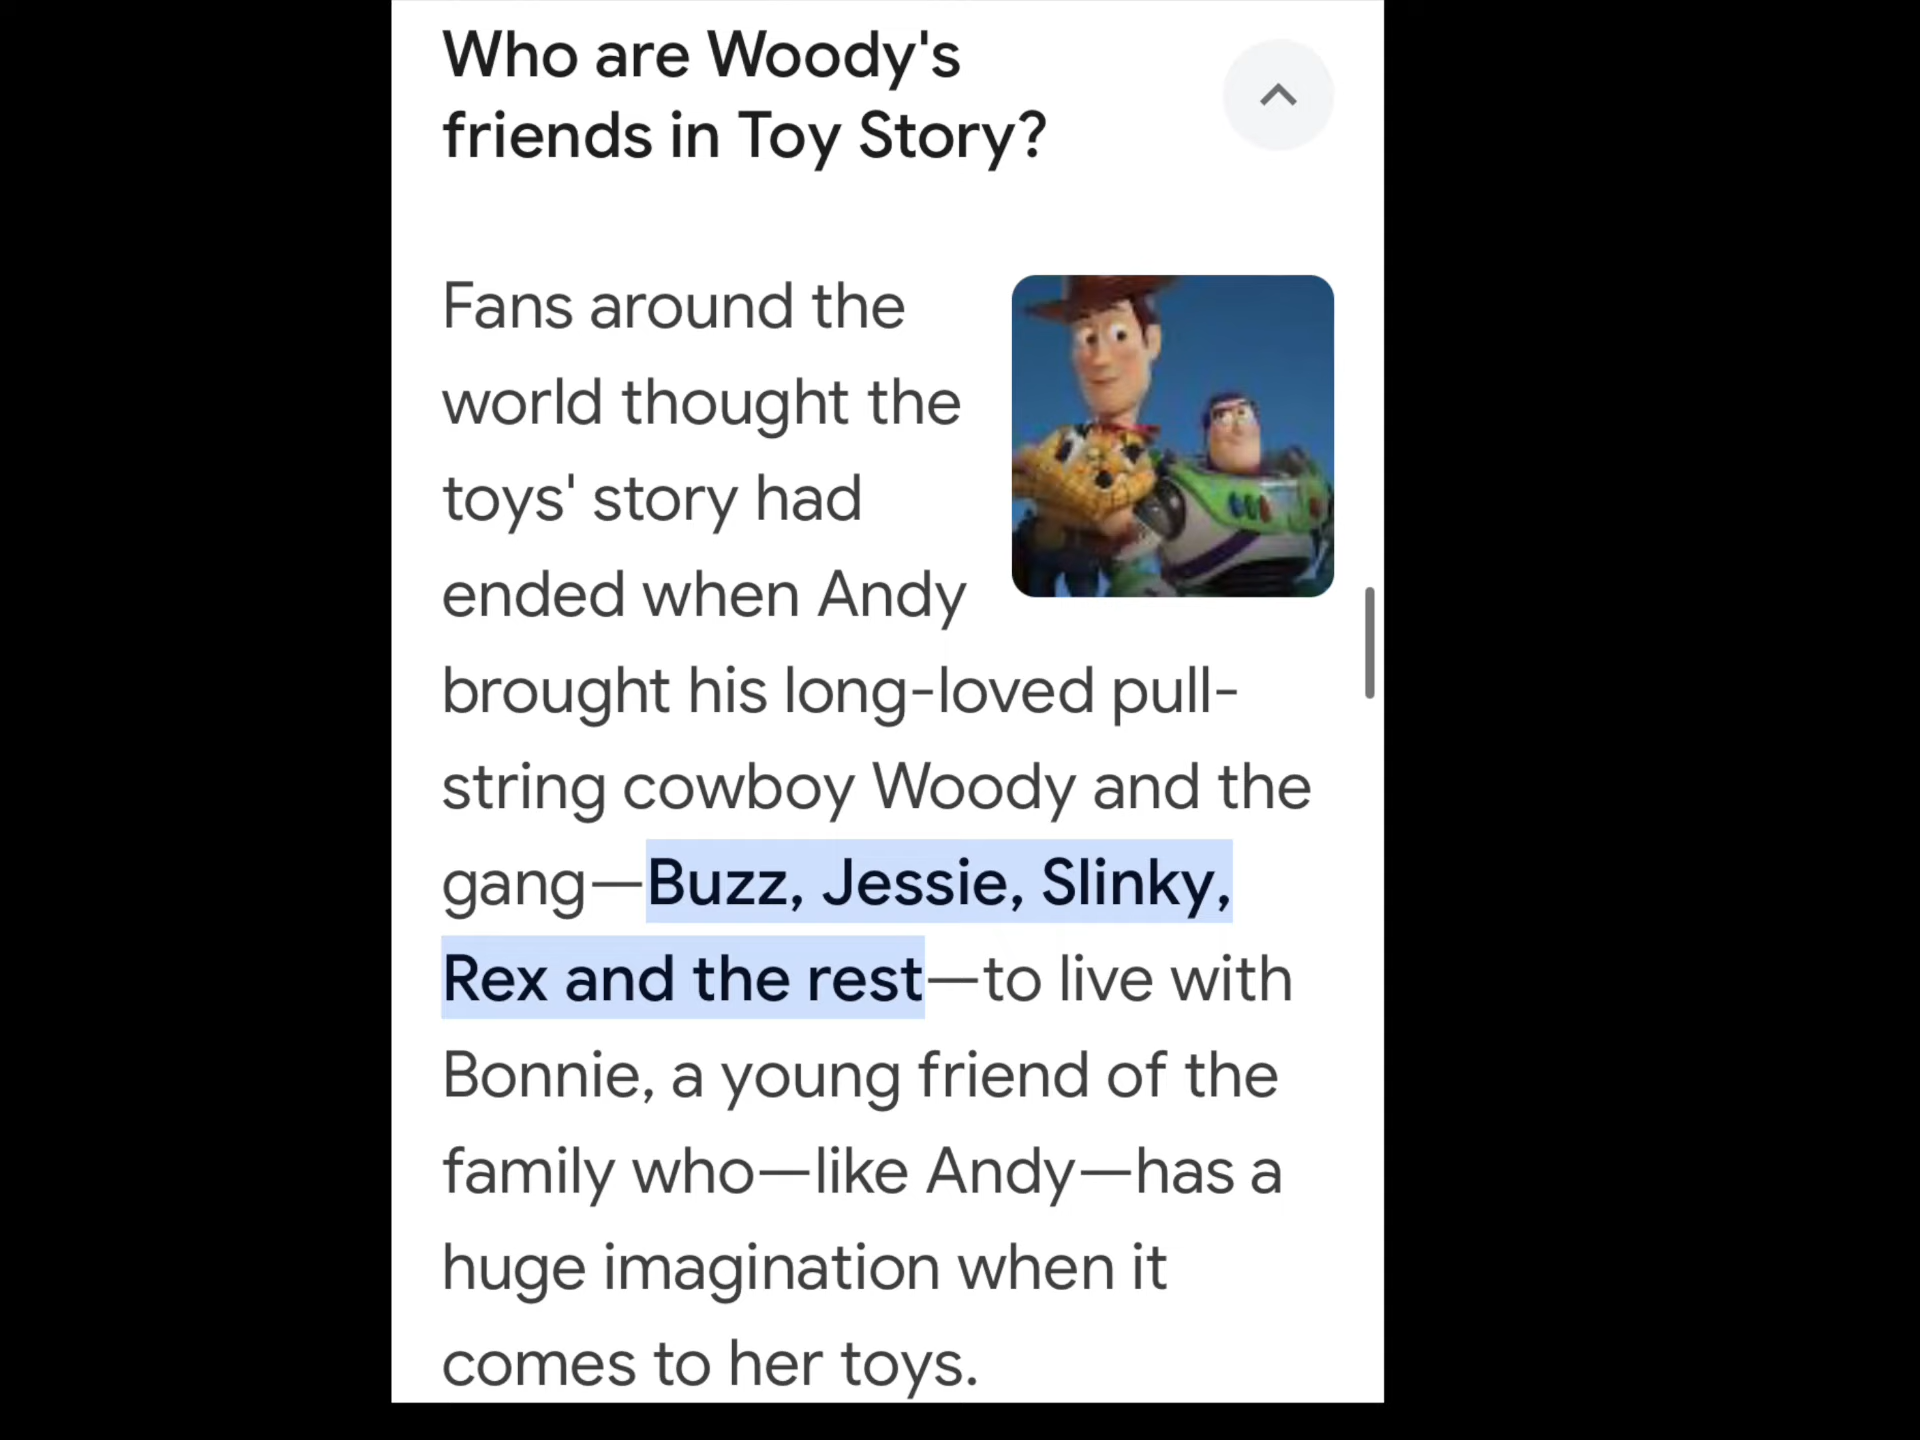 Who are Woody's
friends in Toy Story?
Fans around the
world thought the
toys' story had
ended when Andy
brought his long-loved pull-
string cowboy Woody and the
gang—Buzz, Jessie, Slinky,
Rex and the rest—to live with
Bonnie, a young friend of the
family who—like Andy—has a
huge imagination when it
comes to her toys.